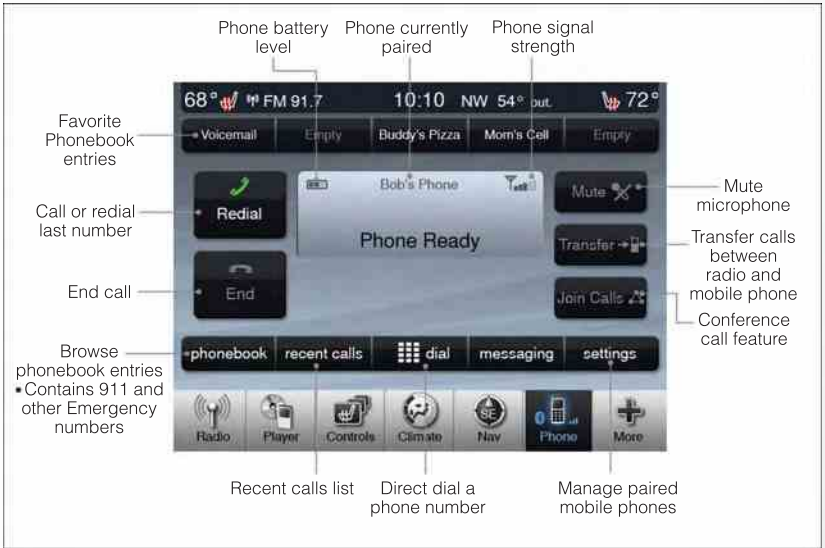 Phone battery
level
Phone currently
paired
Phone signal
strength
68° FM 91.7 10:10 NW 54° out. 72°
Favorite
Phonebook
entries
Voicemail Empty Buddy's Pizza Mom's Cell Empty
Call or redial
last number
Redial
Bob's Phone
Phone Ready
Mute
Mute
microphone
Transfer
Transfer calls
between
radio and
mobile phone
End call
End
Join Calls
Conference
call feature
Browse
phonebook entries
•Contains 911 and
other Emergency
numbers
phonebook recent calls dial messaging settings
SE
Radio Player Controls Climate Nav Phone More
Recent calls list
Direct dial a
phone number
Manage paired
mobile phones